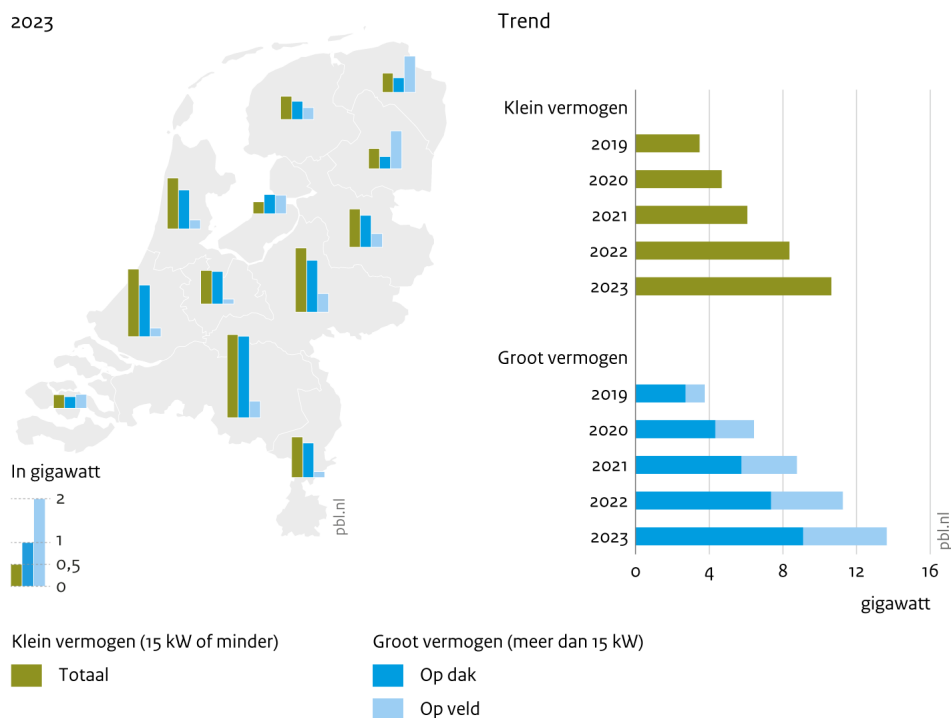 2023
In gigawatt
2
1
0,5
0
pbl.nl
Trend
Klein vermogen
2019
2020
2021
2022
2023
Groot vermogen
2019
2020
2021
2022
2023
0 4 8 12 16
gigawatt
pbl.nl
Klein vermogen (15 kW of minder)
Totaal
Groot vermogen (meer dan 15 kW)
Op dak
Op veld